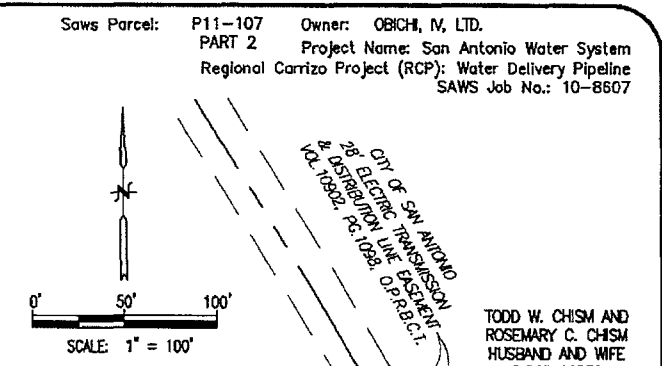 Saws Parcel: P11-107 Owner: OBICHI, IV, LTD.
PART 2 Project Name: San Antonio Water System
Regional Carrizo Project (RCP): Water Delivery Pipeline
SAWS Job No.: 10-8607
CITY OF SAN ANTONIO
28' ELECTRIC TRANSMISSION
& DISTRIBUTION LINE EASEMENT
VOL. 10902, PG. 1098, O.P.R.B.C.T.
N
0' 50' 100'
SCALE: 1" = 100'
TODD W. CHISM AND
ROSEMARY C. CHISM
HUSBAND AND WIFE